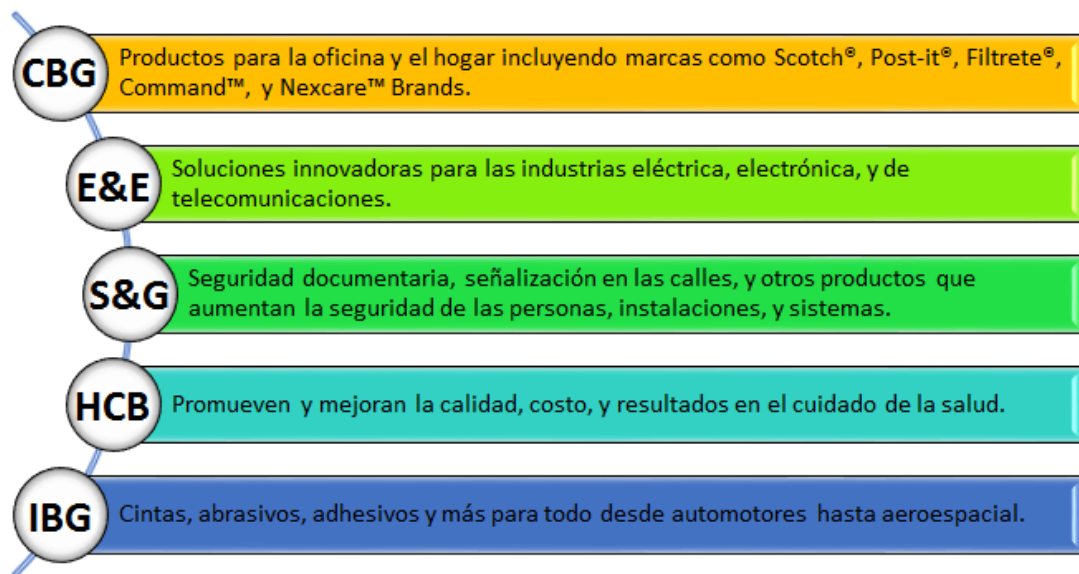 CBG
Productos para la oficina y el hogar incluyendo marcas como Scotch®, Post-it®, Filtrete®,
Command™, y Nexcare™ Brands.
E&E
Soluciones innovadoras para las industrias eléctrica, electrónica, y de
telecomunicaciones.
S&G
Seguridad documentaria, señalización en las calles, y otros productos que
aumentan la seguridad de las personas, instalaciones, y sistemas.
HCB
Promueven y mejoran la calidad, costo, y resultados en el cuidado de la salud.
IBG
Cintas, abrasivos, adhesivos y más para todo desde automotores hasta aeroespacial.